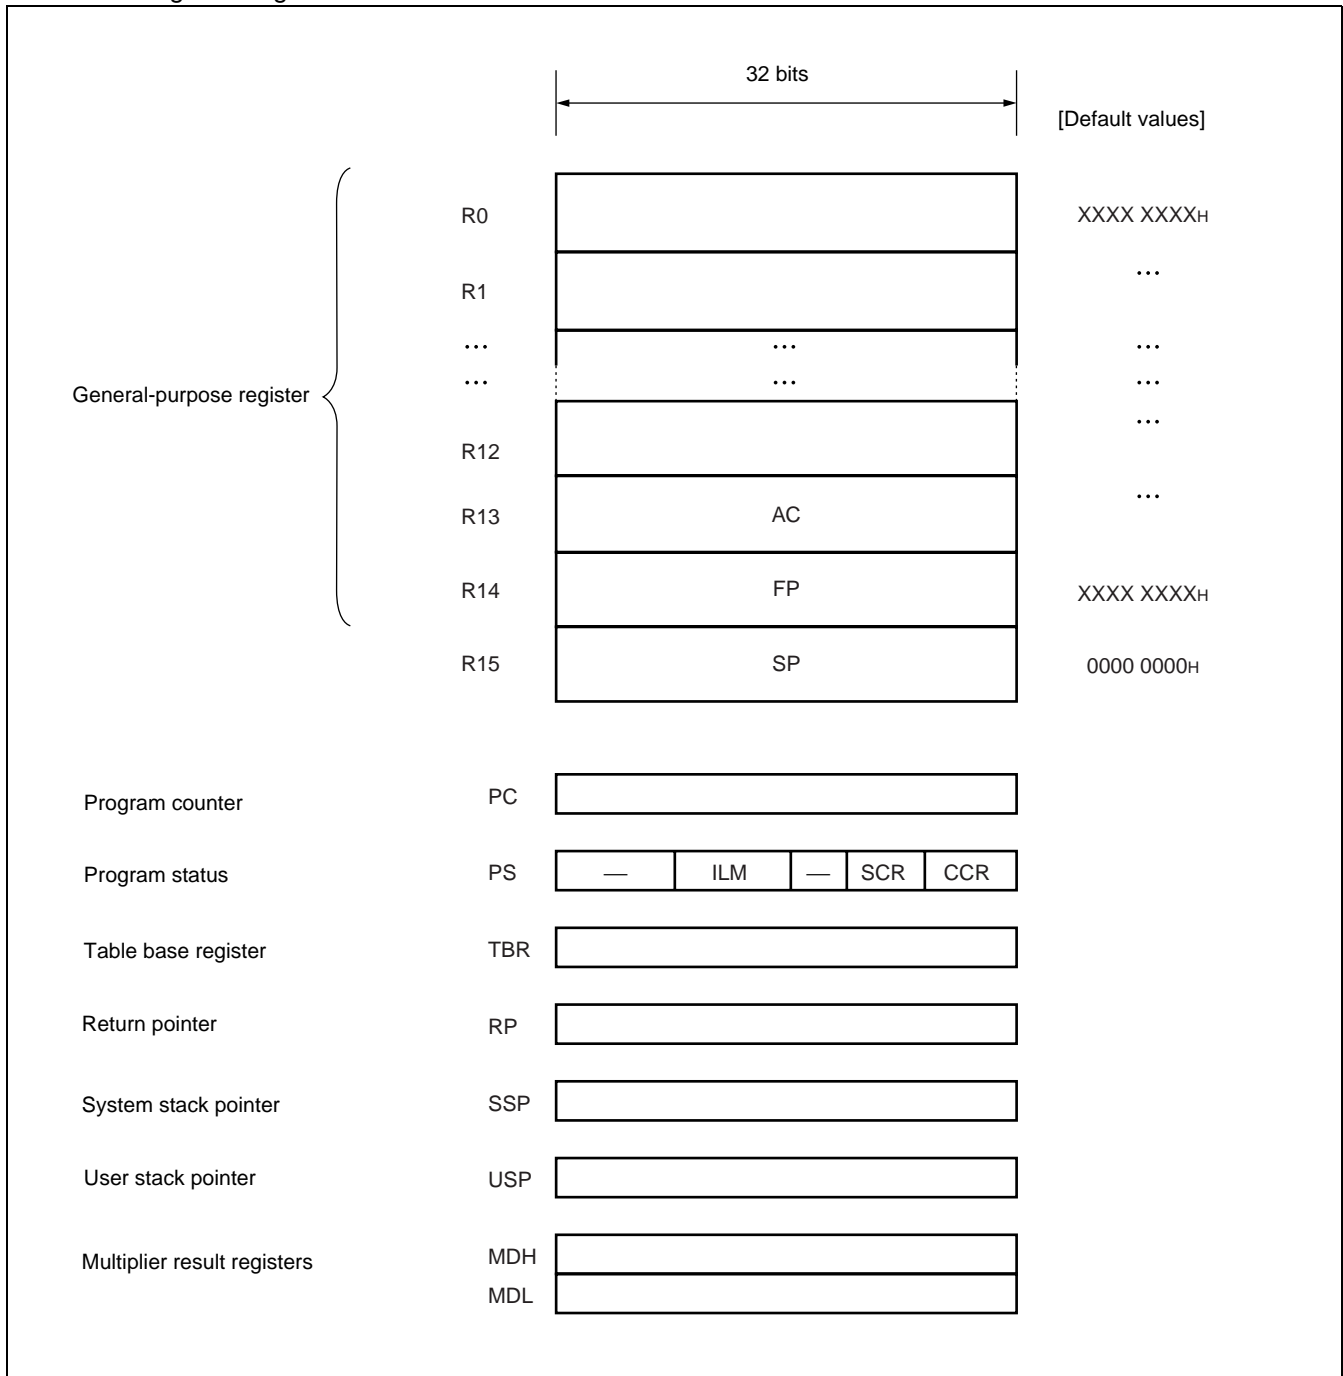 32 bits
[Default values]
R0 XXXX XXXXH
R1 ...
... ... ...
... ... ...
General-purpose register
...
R12
...
R13 AC
R14 FP XXXX XXXXH
R15 SP 0000 0000H
Program counter PC
Program status PS — ILM — SCR CCR
Table base register TBR
Return pointer RP
System stack pointer SSP
User stack pointer USP
Multiplier result registers MDH
MDL